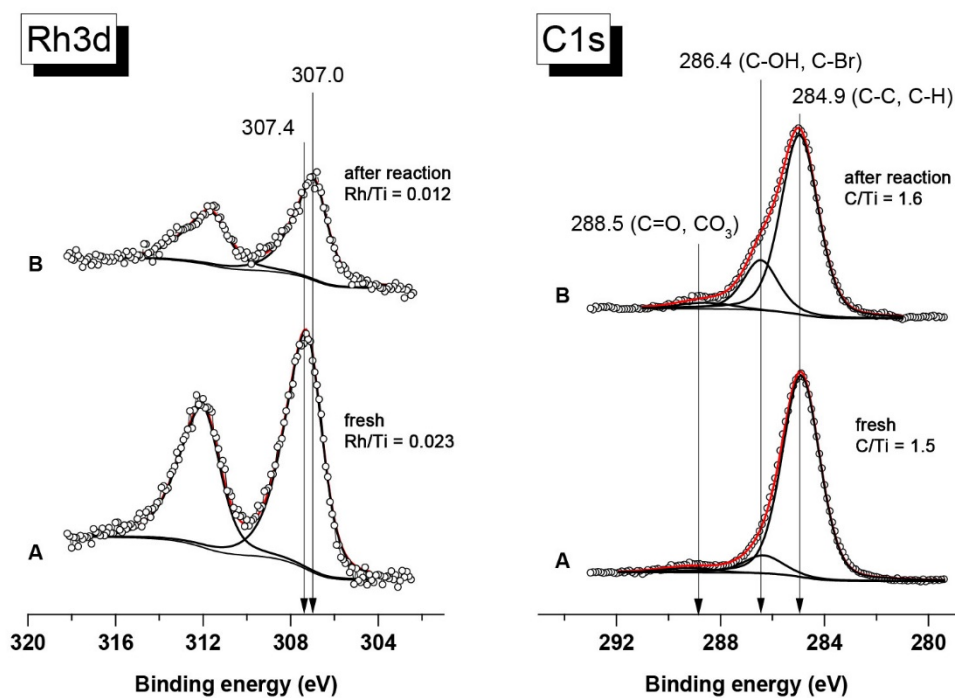 Rh3d
307.0
307.4
after reaction
Rh/Ti = 0.012
B
fresh
Rh/Ti = 0.023
A
320 316 312 308 304
Binding energy (eV)
C1s
286.4 (C-OH, C-Br)
284.9 (C-C, C-H)
after reaction
C/Ti = 1.6
288.5 (C=O, CO₃)
B
fresh
C/Ti = 1.5
A
292 288 284 280
Binding energy (eV)